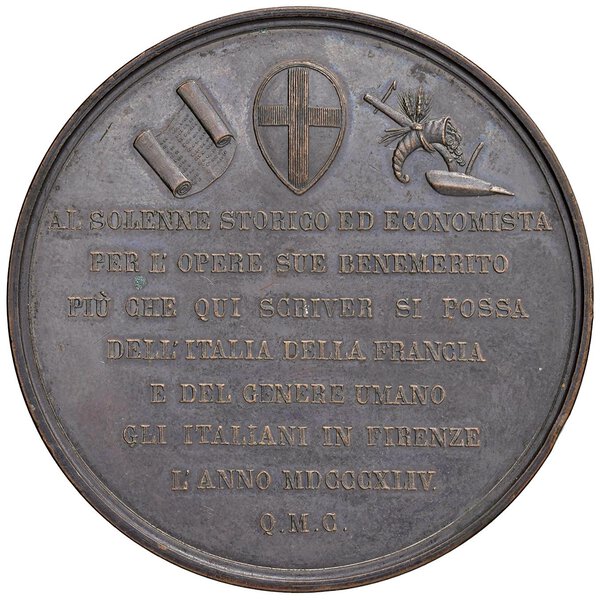 AL SOLENNE STORICO ED ECONOMISTA
PER L'OPERE SUE BENEMERITO
PIÙ CHE QUI SCRIVER SI POSSA
DELL'ITALIA DELLA FRANCIA
E DEL GENERE UMANO
GLI ITALIANI IN FIRENZE
L'ANNO MDCCCXLIV.
Q.M.C.